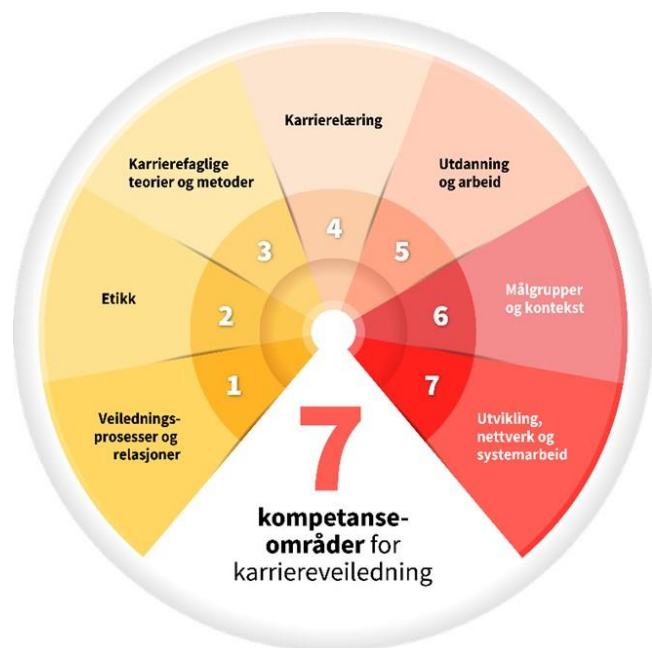 Karrierelæring
Karrierefaglige
teorier og metoder
Utdanning
og arbeid
4
3
5
Etikk
2
6
Målgrupper
og kontekst
1
7
Veilednings-
prosesser og
relasjoner
Utvikling,
nettverk og
systemarbeid
7
kompetanse-
områder for
karriereveiledning